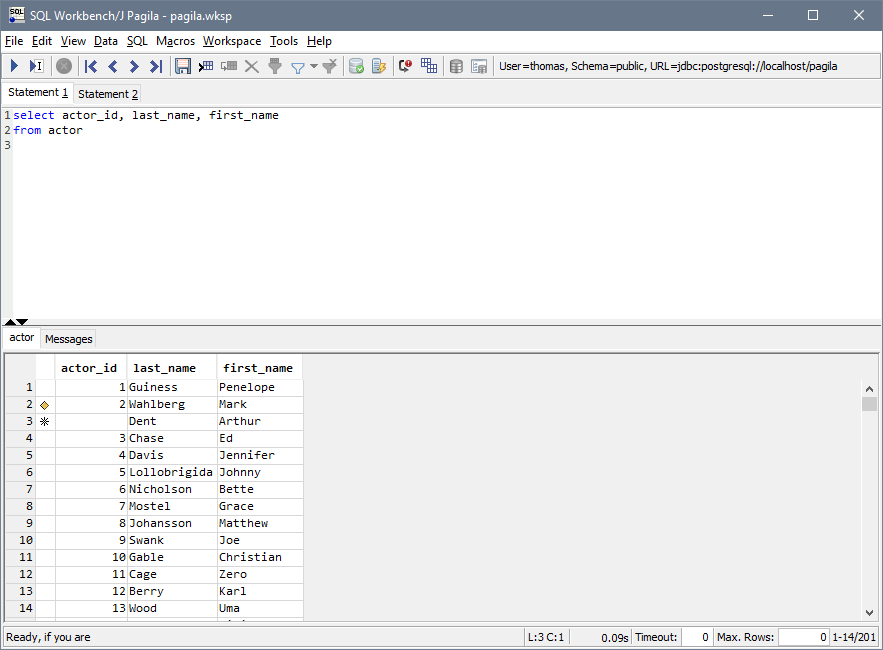 SQL Workbench/J Pagila - pagila.wksp
File Edit View Data SQL Macros Workspace Tools Help
User=thomas, Schema=public, URL=jdbc:postgresql://localhost/pagila
Statement 1 Statement 2
1 select actor_id, last_name, first_name
2 from actor
3
actor Messages
actor_id last_name first_name
1 1 Guiness Penelope
2 2 Wahlberg Mark
3 Dent Arthur
4 3 Chase Ed
5 4 Davis Jennifer
6 5 Lollobrigida Johnny
7 6 Nicholson Bette
8 7 Mostel Grace
9 8 Johansson Matthew
10 9 Swank Joe
11 10 Gable Christian
12 11 Cage Zero
13 12 Berry Karl
14 13 Wood Uma
Ready, if you are L:3 C:1 0.09s Timeout: 0 Max. Rows: 0 1-14/201